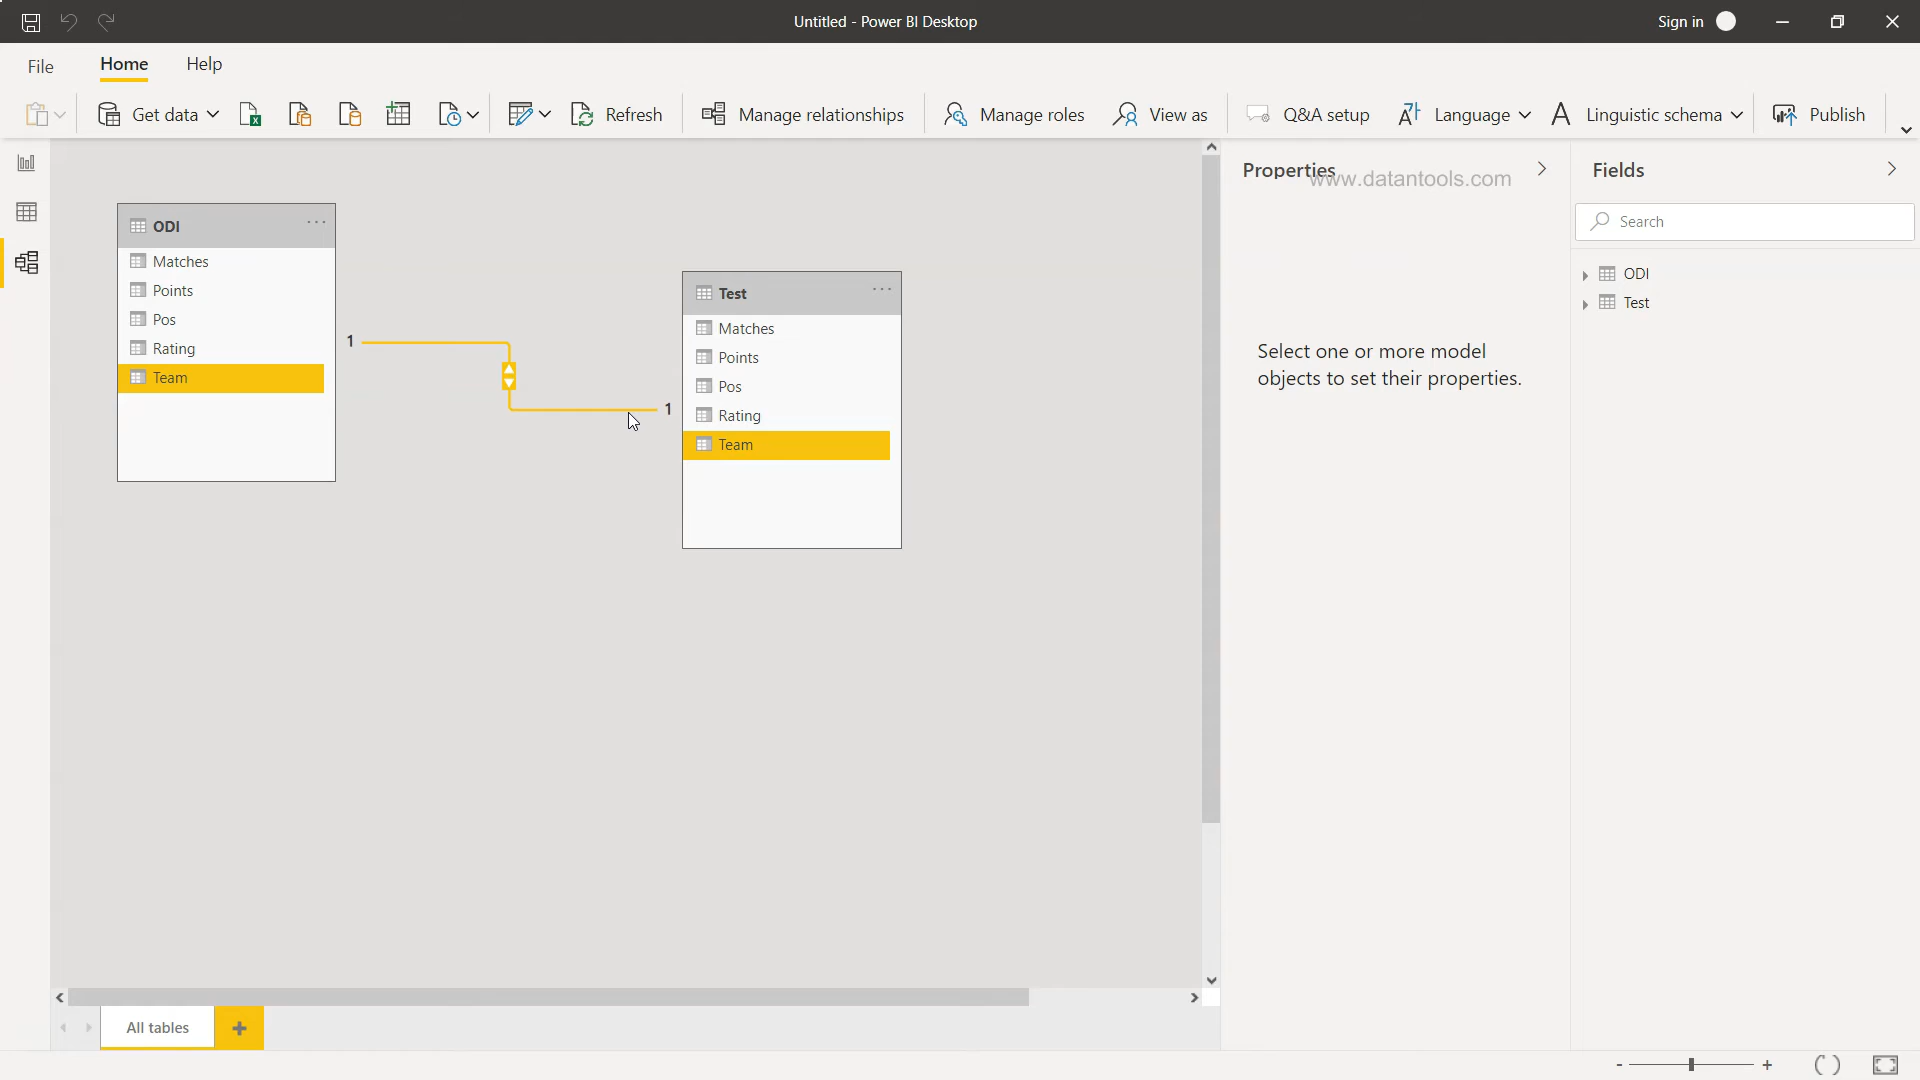 Untitled - Power BI Desktop
Sign in
File
Home
Help
Get data
Refresh
Manage relationships
Manage roles
View as
Q&A setup
Language
Linguistic schema
Publish
ODI
Matches
Points
Pos
Rating
Team
1
1
Test
Matches
Points
Pos
Rating
Team
Properties
www.datantools.com
Select one or more model
objects to set their properties.
Fields
Search
ODI
Test
All tables